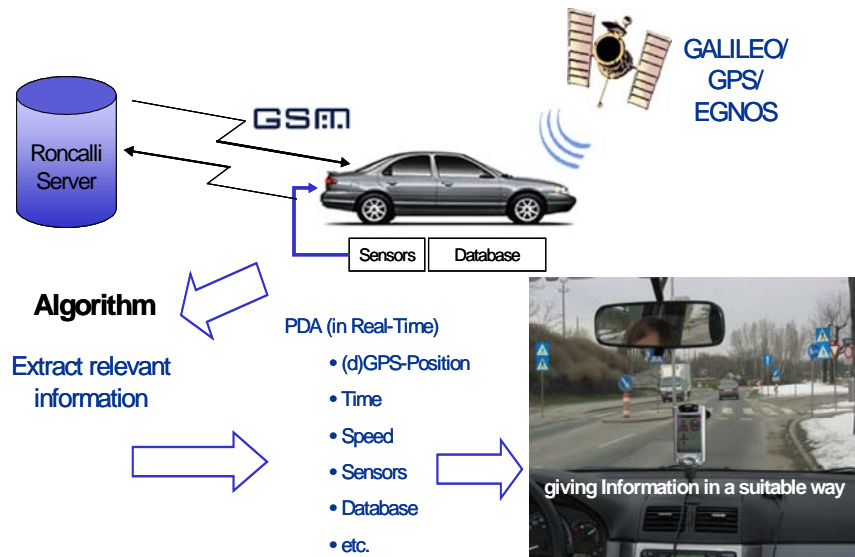 GALILEO/
GPS/
EGNOS
GSM
Roncalli
Server
Sensors
Database
Algorithm
Extract relevant
information
PDA (in Real-Time)
• (d)GPS-Position
• Time
• Speed
• Sensors
• Database
• etc.
giving Information in a suitable way